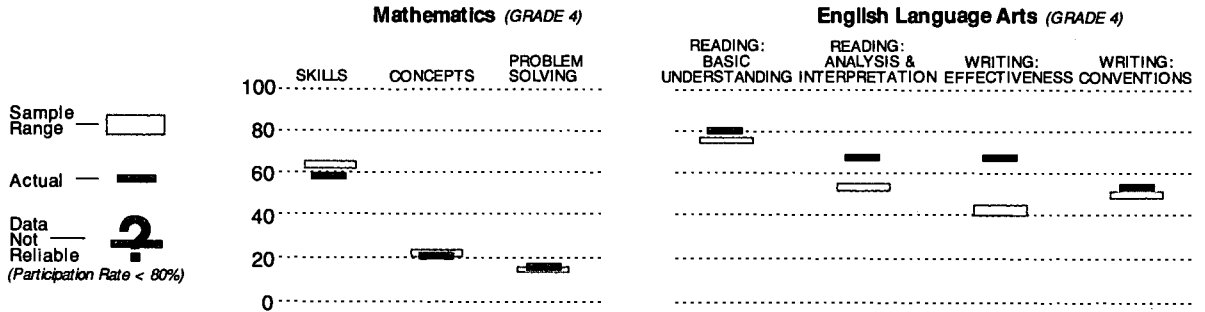 Mathematics (GRADE 4)
English Language Arts (GRADE 4)
SKILLS
CONCEPTS
PROBLEM
SOLVING
READING:
BASIC
UNDERSTANDING
READING:
ANALYSIS &
INTERPRETATION
WRITING:
EFFECTIVENESS
WRITING:
CONVENTIONS
100
80
60
40
20
0
Sample
Range
Actual
Data
Not
Reliable
?
(Participation Rate < 80%)